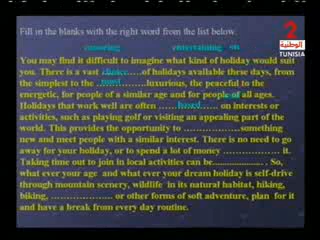 Fill in the blanks with the right word from the list below.
2
الوطنية
TUNISIA
ensuring entertaining on
You may find it difficult to imagine what kind of holiday would suit
you. There is a vast choice.....of holidays available these days, from
the simplest to the ................luxurious, the peaceful to the
energetic, for people of a similar age and for people of all ages.
Holidays that work well are often ...... based ..... on interests or
activities, such as playing golf or visiting an appealing part of the
world. This provides the opportunity to ..................something
new and meet people with a similar interest. There is no need to go
away for your holiday, or to spend a lot of money .................. it.
Taking time out to join in local activities can be.................... . So,
what ever your age and what ever your dream holiday is self-drive
through mountain scenery, wildlife in its natural habitat, hiking,
biking, ..................... or other forms of soft adventure, plan for it
and have a break from every day routine.